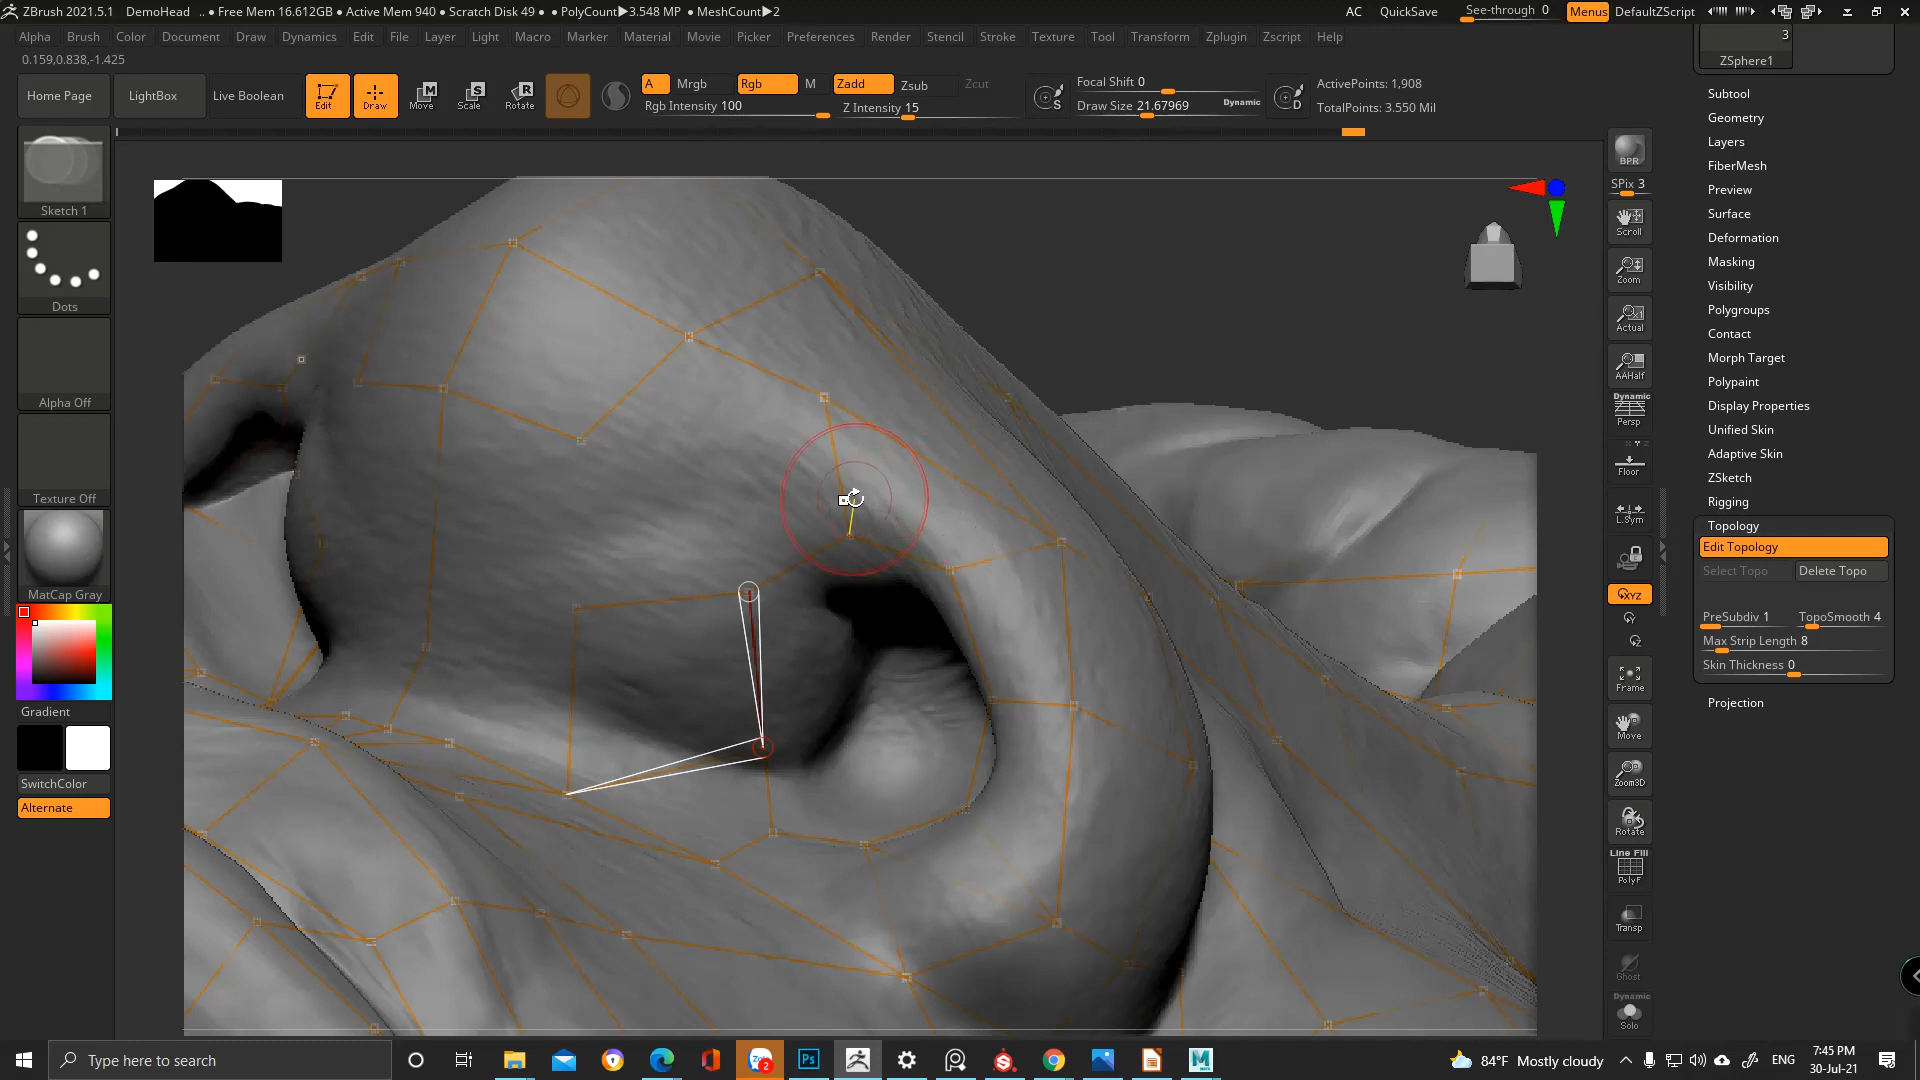 ZBrush 2021.5.1 DemoHead .. • Free Mem 16.612GB • Active Mem 940 • Scratch Disk 49 • • PolyCount▶3.548 MP • MeshCount▶2 AC QuickSave See-through 0 Menus DefaultZScript
Alpha Brush Color Document Draw Dynamics Edit File Layer Light Macro Marker Material Movie Picker Preferences Render Stencil Stroke Texture Tool Transform Zplugin Zscript Help
0.159,0.838,-1.425
Home Page LightBox Live Boolean Edit Draw Move Scale Rotate A Mrgb Rgb M Zadd Zsub Zcut
Rgb Intensity 100 Z Intensity 15
S Focal Shift 0
Draw Size 21.67969 Dynamic D
ActivePoints: 1,908
TotalPoints: 3.550 Mil
Sketch 1
Dots
Alpha Off
Texture Off
MatCap Gray
Gradient
SwitchColor
Alternate
BPR
SPix 3
Scroll
Zoom
Actual
AAHalf
Dynamic
Persp
Floor
L.Sym
XYZ
Y
Z
Frame
Move
Zoom3D
Rotate
Line Fill
PolyF
Transp
Ghost
Dynamic
Solo
3
ZSphere1
Subtool
Geometry
Layers
FiberMesh
Preview
Surface
Deformation
Masking
Visibility
Polygroups
Contact
Morph Target
Polypaint
Display Properties
Unified Skin
Adaptive Skin
ZSketch
Rigging
Topology
Edit Topology
Select Topo Delete Topo
PreSubdiv 1 TopoSmooth 4
Max Strip Length 8
Skin Thickness 0
Projection
Type here to search
2
Ps
84°F Mostly cloudy
ENG
7:45 PM
30-Jul-21